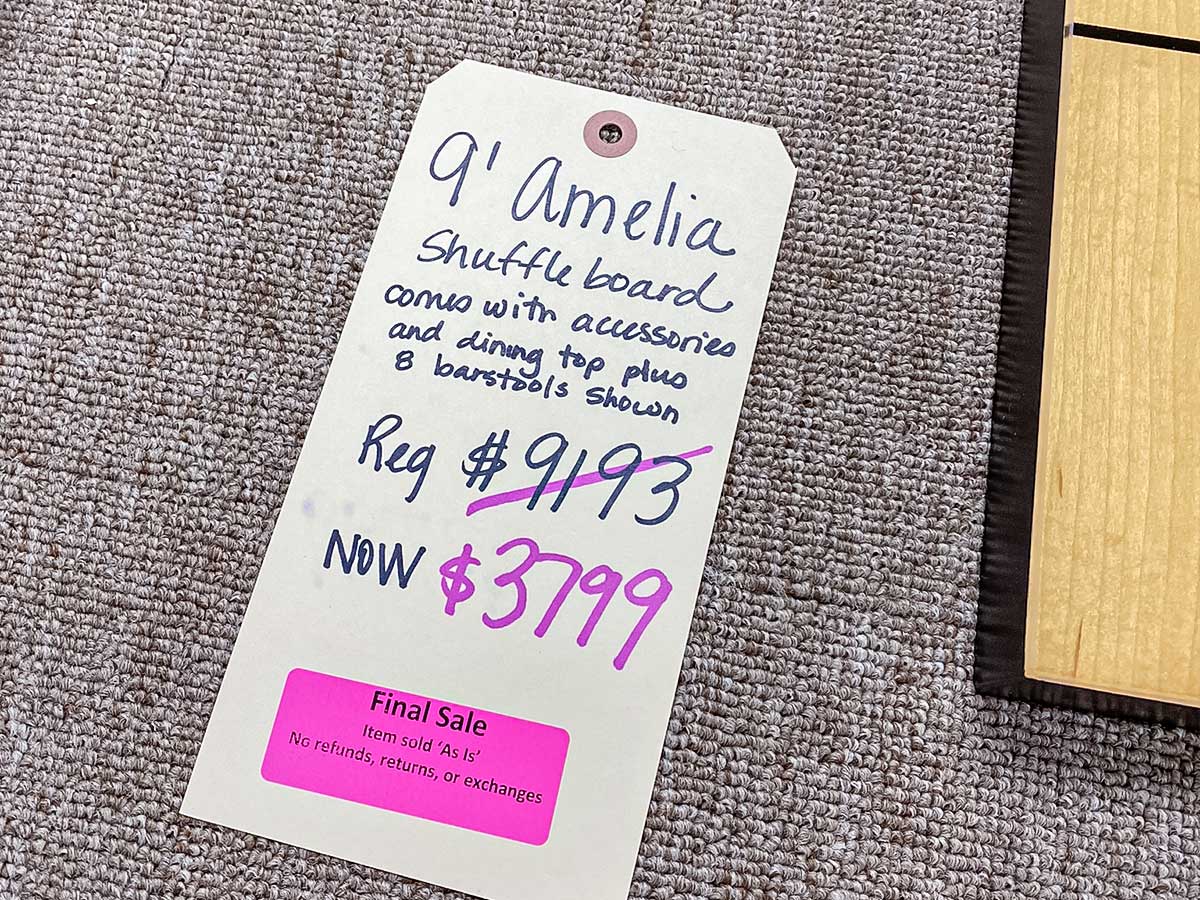 9' Amelia
Shuffleboard
comes with accessories
and dining top plus
8 barstools shown
Reg $9193
NOW $3799
Final Sale
Item sold ‘As Is’
No refunds, returns, or exchanges